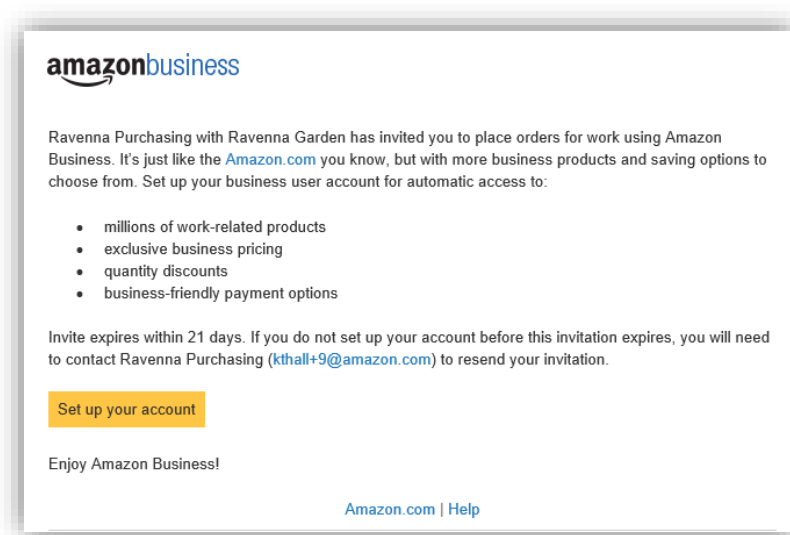 amazonbusiness
Ravenna Purchasing with Ravenna Garden has invited you to place orders for work using Amazon
Business. It's just like the Amazon.com you know, but with more business products and saving options to
choose from. Set up your business user account for automatic access to:
• millions of work-related products
• exclusive business pricing
• quantity discounts
• business-friendly payment options
Invite expires within 21 days. If you do not set up your account before this invitation expires, you will need
to contact Ravenna Purchasing (kthall+9@amazon.com) to resend your invitation.
Set up your account
Enjoy Amazon Business!
Amazon.com | Help